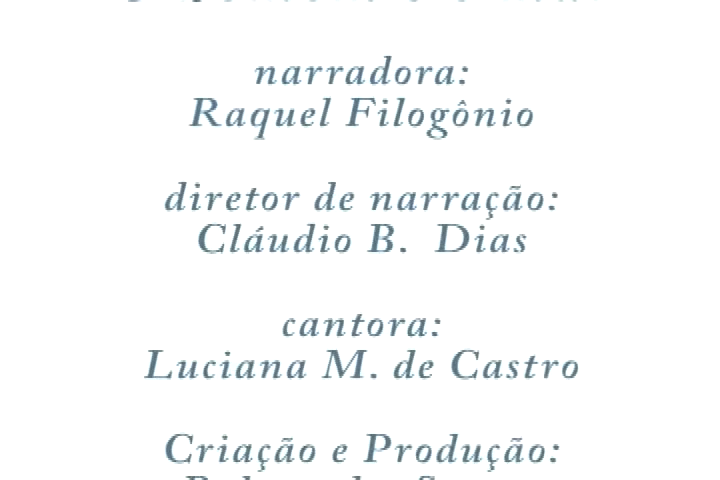 narradora:
Raquel Filogônio
diretor de narração:
Cláudio B. Dias
cantora:
Luciana M. de Castro
Criação e Produção: